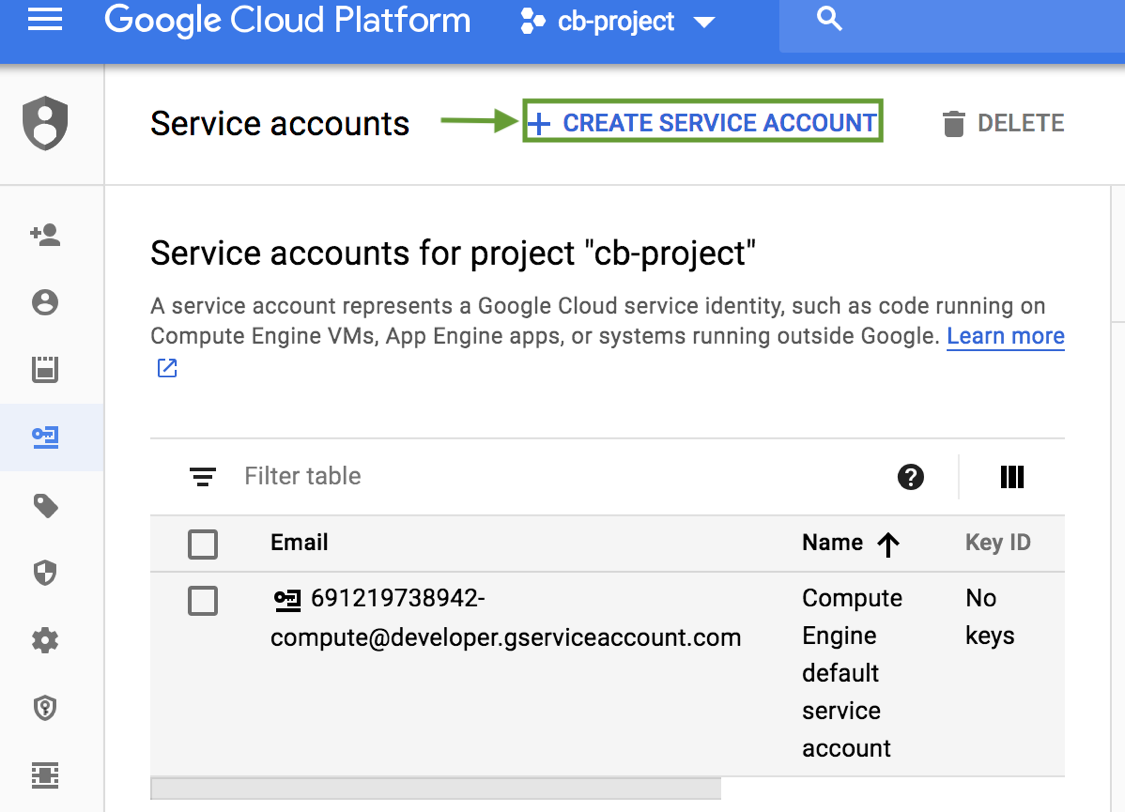 Google Cloud Platform
cb-project
Service accounts
+ CREATE SERVICE ACCOUNT
DELETE
Service accounts for project "cb-project"
A service account represents a Google Cloud service identity, such as code running on
Compute Engine VMs, App Engine apps, or systems running outside Google. Learn more
Filter table
Email
Name
Key ID
691219738942-
compute@developer.gserviceaccount.com
Compute
Engine
default
service
account
No
keys